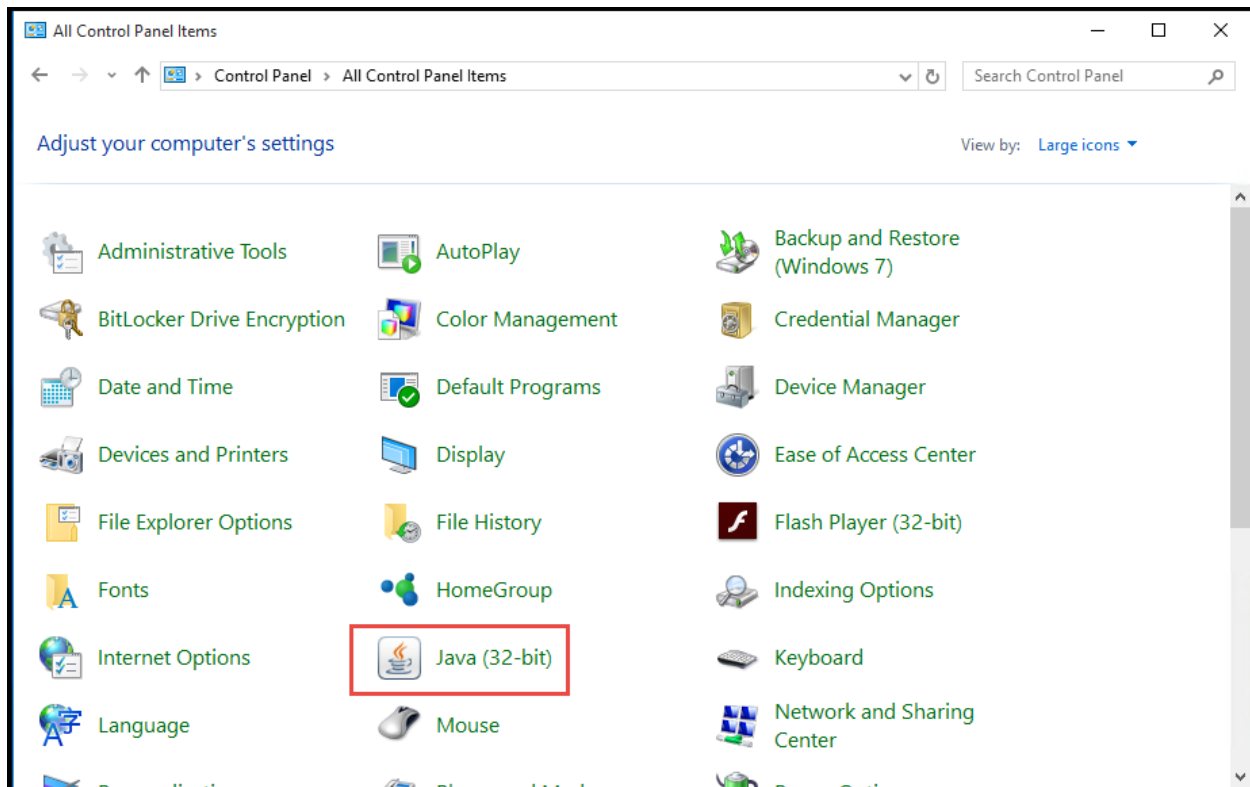 All Control Panel Items
Control Panel > All Control Panel Items
Search Control Panel
Adjust your computer's settings
View by: Large icons
Administrative Tools
AutoPlay
Backup and Restore
(Windows 7)
BitLocker Drive Encryption
Color Management
Credential Manager
Date and Time
Default Programs
Device Manager
Devices and Printers
Display
Ease of Access Center
File Explorer Options
File History
Flash Player (32-bit)
Fonts
HomeGroup
Indexing Options
Internet Options
Java (32-bit)
Keyboard
Language
Mouse
Network and Sharing
Center